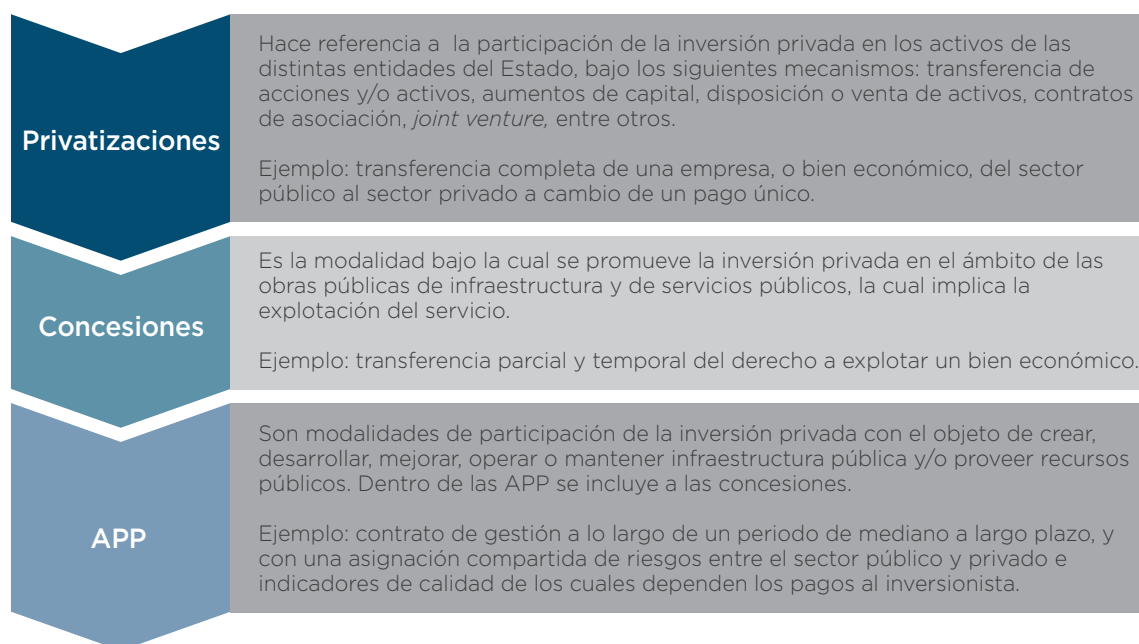 Privatizaciones
Hace referencia a la participación de la inversión privada en los activos de las
distintas entidades del Estado, bajo los siguientes mecanismos: transferencia de
acciones y/o activos, aumentos de capital, disposición o venta de activos, contratos
de asociación, joint venture, entre otros.
Ejemplo: transferencia completa de una empresa, o bien económico, del sector
público al sector privado a cambio de un pago único.
Concesiones
Es la modalidad bajo la cual se promueve la inversión privada en el ámbito de las
obras públicas de infraestructura y de servicios públicos, la cual implica la
explotación del servicio.
Ejemplo: transferencia parcial y temporal del derecho a explotar un bien económico.
APP
Son modalidades de participación de la inversión privada con el objeto de crear,
desarrollar, mejorar, operar o mantener infraestructura pública y/o proveer recursos
públicos. Dentro de las APP se incluye a las concesiones.
Ejemplo: contrato de gestión a lo largo de un periodo de mediano a largo plazo, y
con una asignación compartida de riesgos entre el sector público y privado e
indicadores de calidad de los cuales dependen los pagos al inversionista.